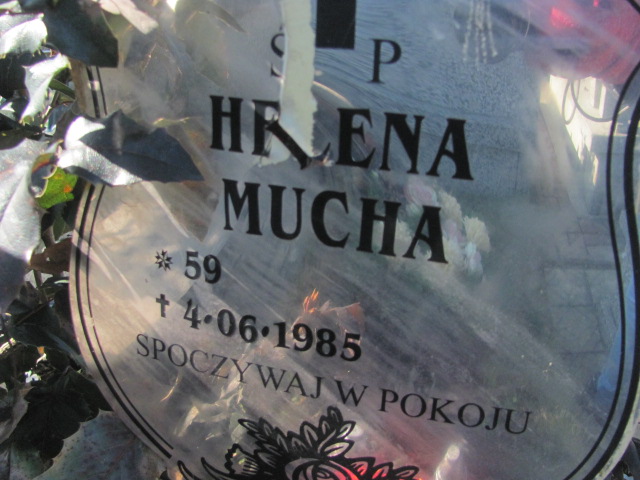 Ś P
HELENA
MUCHA
* 59
† 4•06•1985
SPOCZYWAJ W POKOJU